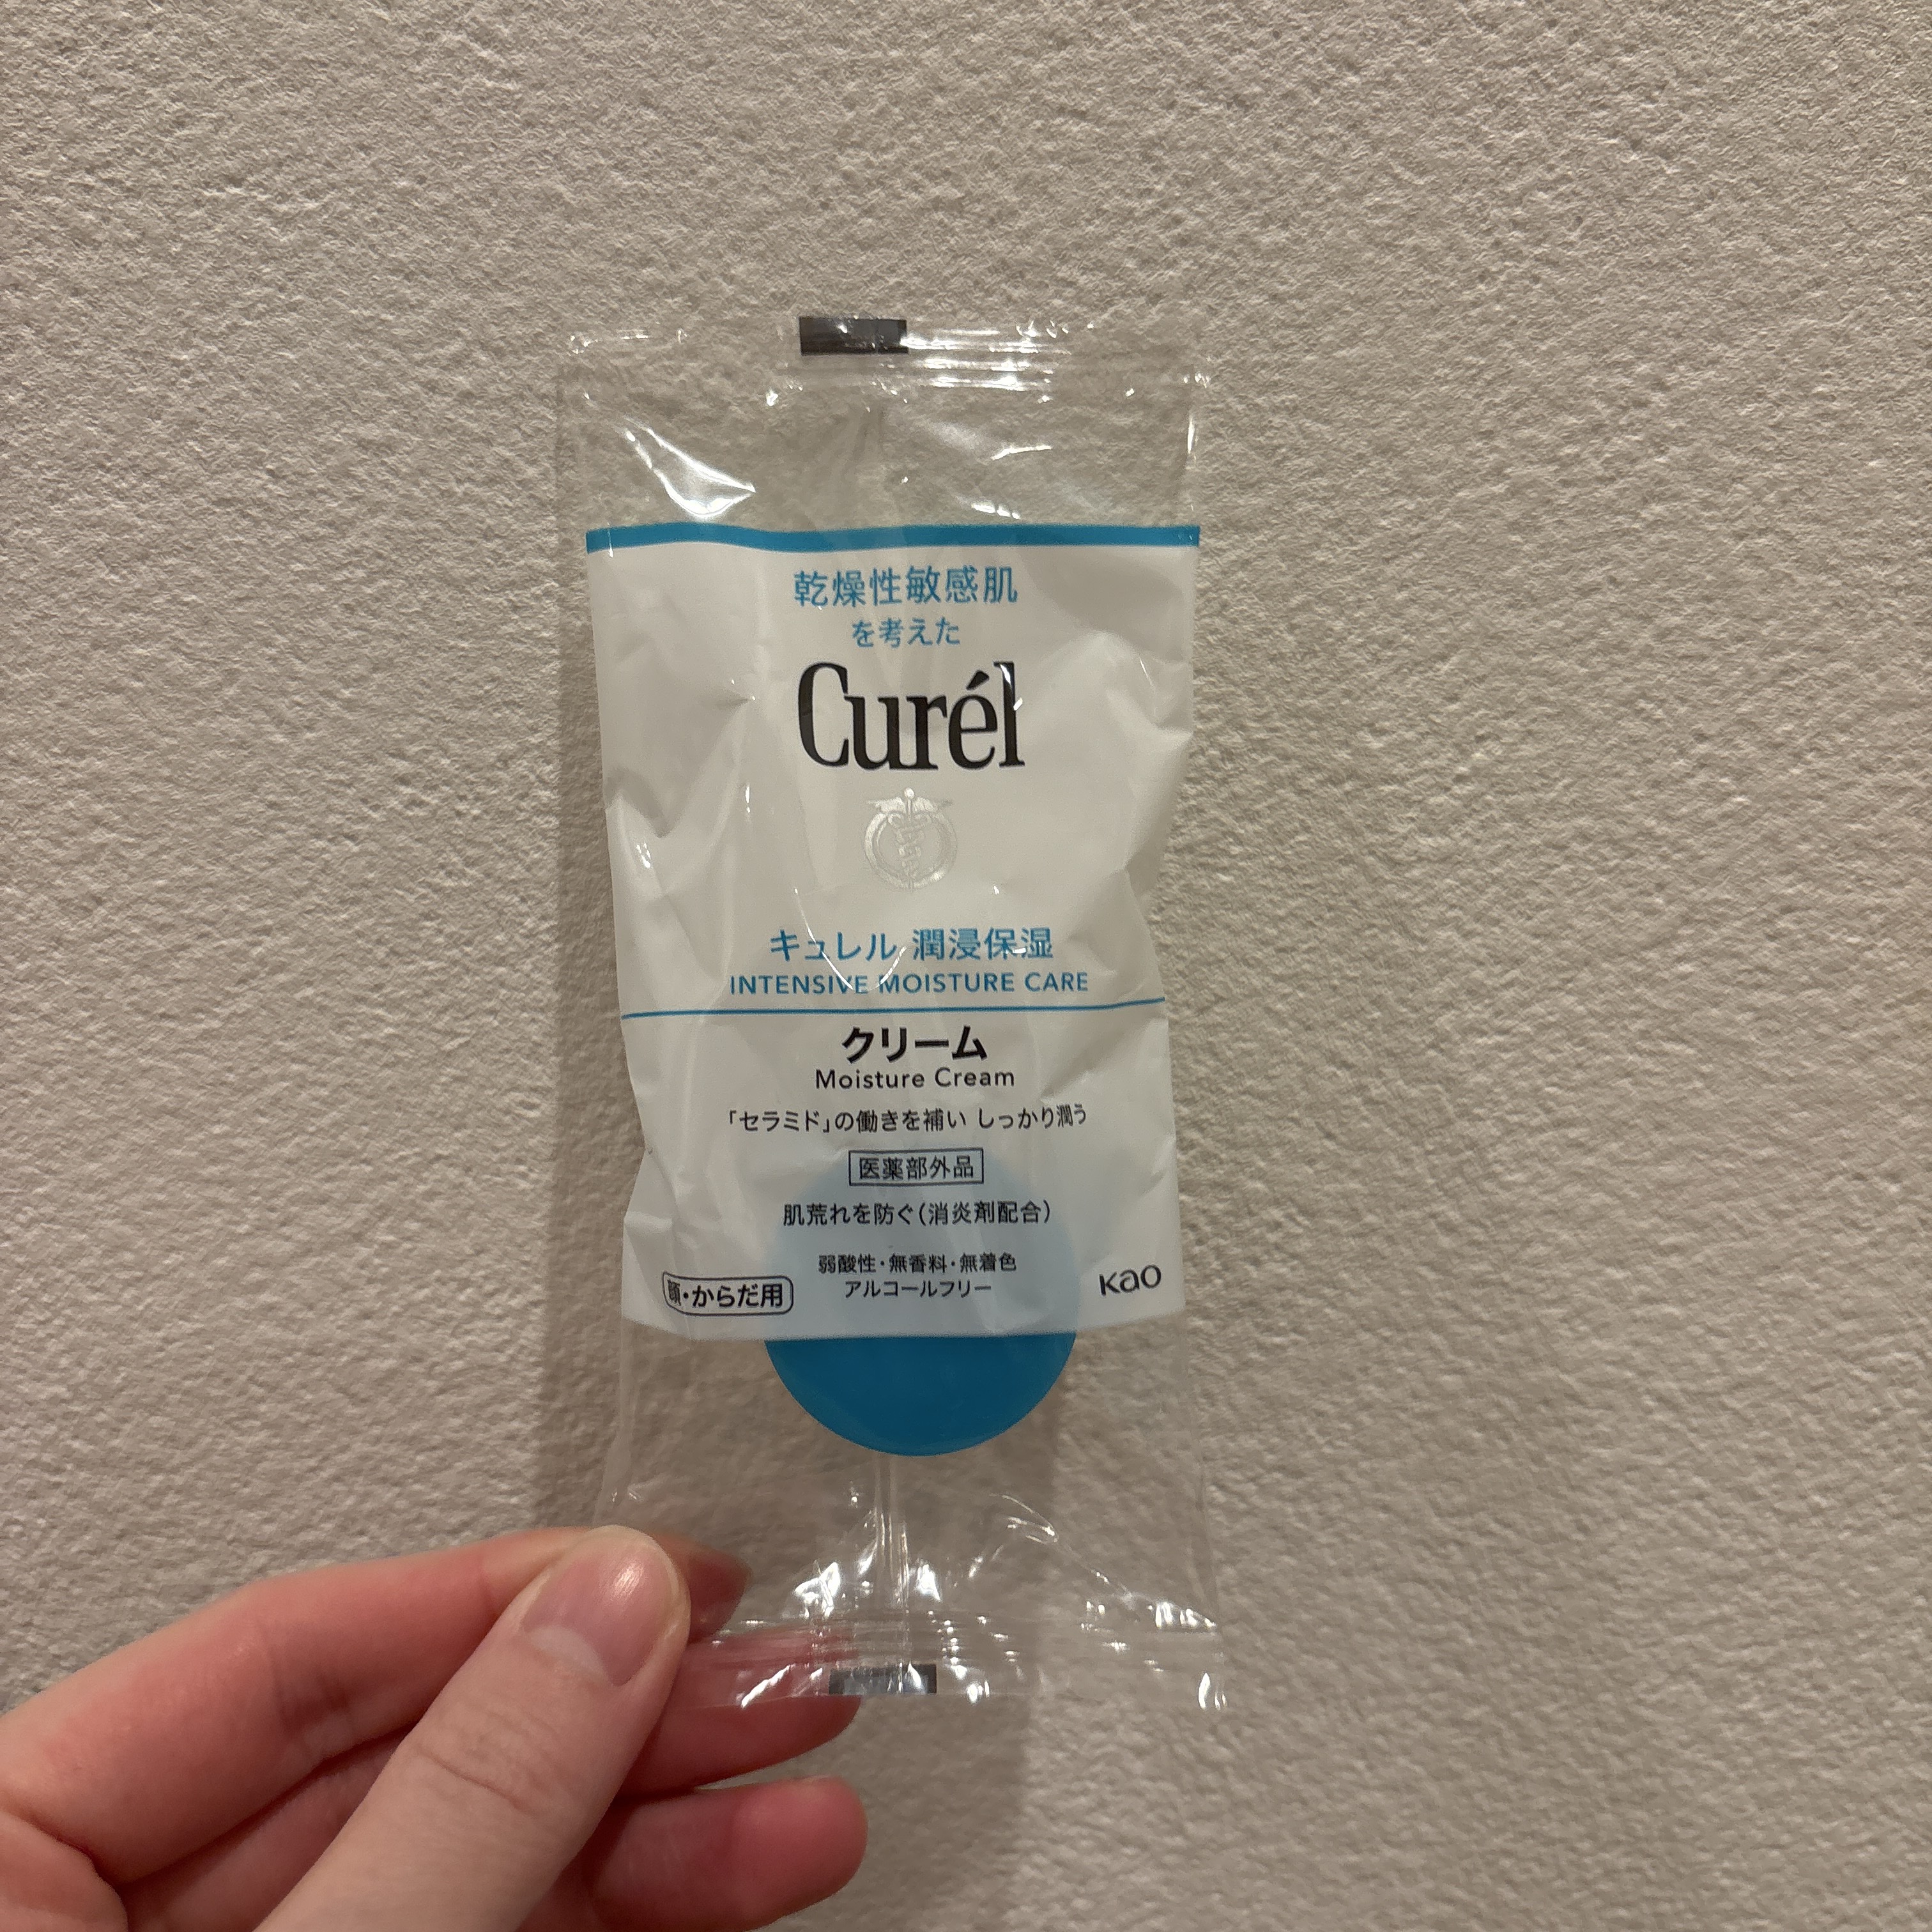 乾燥性敏感肌
を考えた
Curél
キュレル 潤浸保湿
INTENSIVE MOISTURE CARE
クリーム
Moisture Cream
「セラミド」の働きを補い しっかり潤う
医薬部外品
肌荒れを防ぐ(消炎剤配合)
弱酸性・無香料・無着色
アルコールフリー
顔・からだ用
Kao